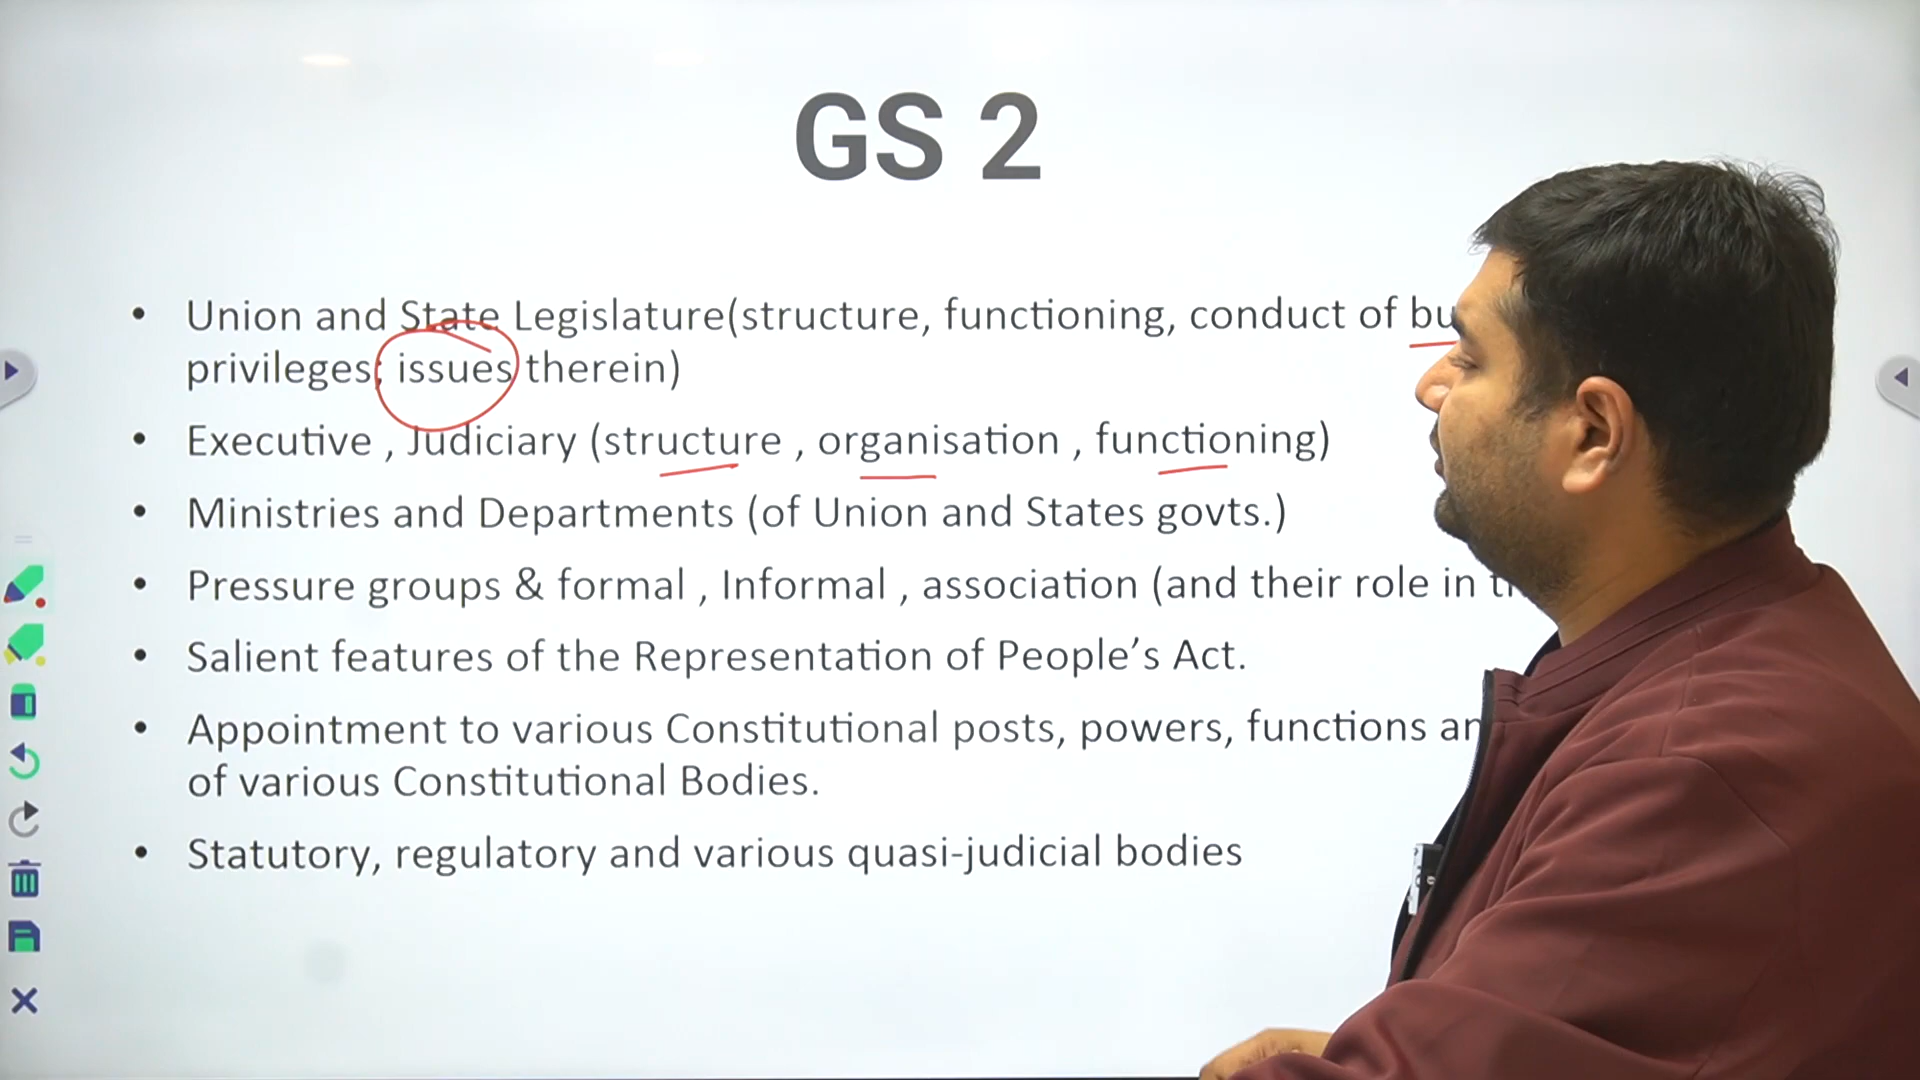 GS 2
• Union and State Legislature(structure, functioning, conduct of
privileges, issues therein)
• Executive , Judiciary (structure , organisation , functioning)
• Ministries and Departments (of Union and States govts.)
• Pressure groups & formal , Informal , association (and their role in
• Salient features of the Representation of People’s Act.
• Appointment to various Constitutional posts, powers, functions
of various Constitutional Bodies.
• Statutory, regulatory and various quasi-judicial bodies